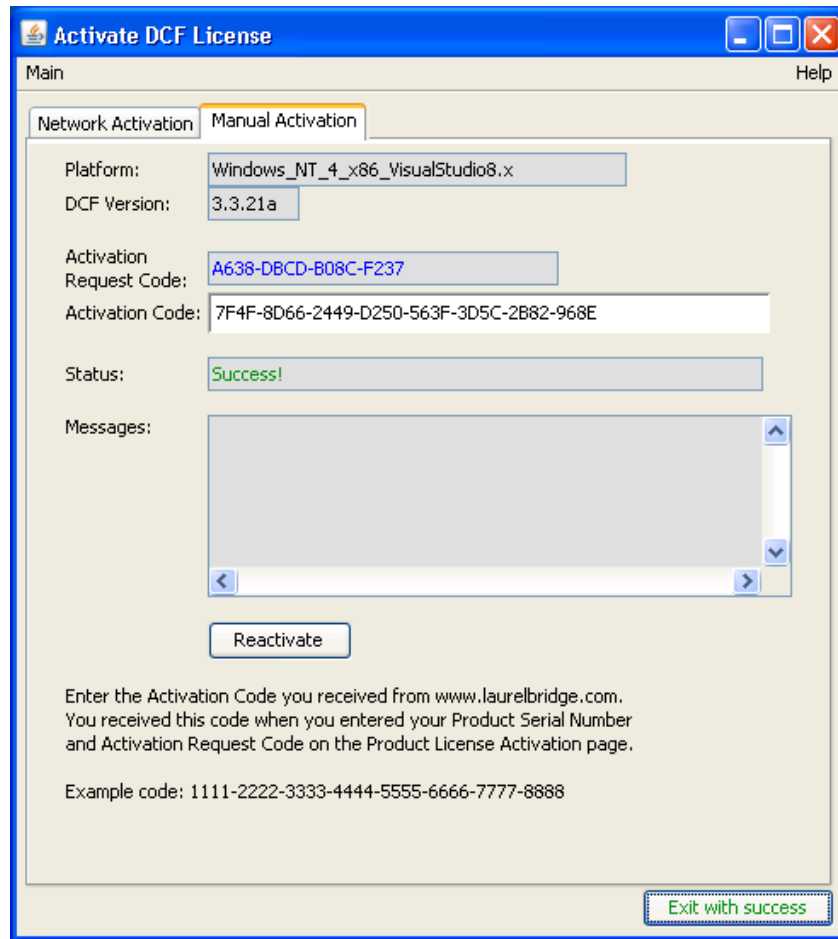 Activate DCF License
Main Help
Network Activation Manual Activation
Platform: Windows_NT_4_x86_VisualStudio8.x
DCF Version: 3.3.21a
Activation
Request Code: A638-DBCD-B08C-F237
Activation Code: 7F4F-8D66-2449-D250-563F-3D5C-2B82-968E
Status: Success!
Messages:
Reactivate
Enter the Activation Code you received from www.laurelbridge.com.
You received this code when you entered your Product Serial Number
and Activation Request Code on the Product License Activation page.
Example code: 1111-2222-3333-4444-5555-6666-7777-8888
Exit with success